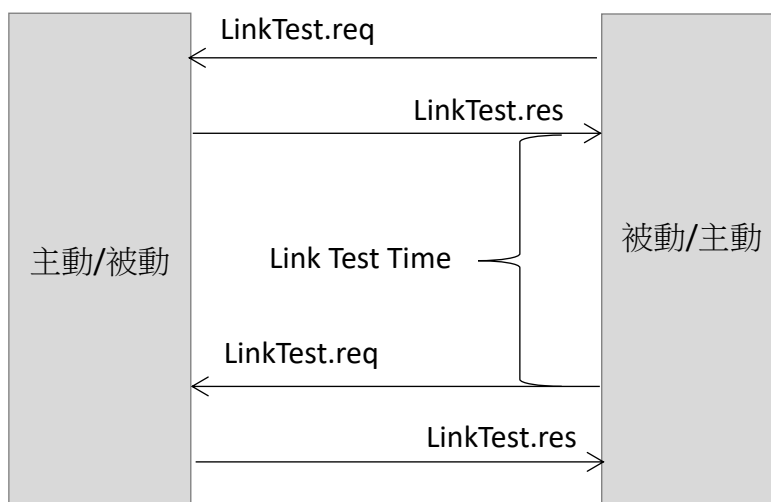 LinkTest.req
LinkTest.res
主動/被動
Link Test Time
被動/主動
LinkTest.req
LinkTest.res